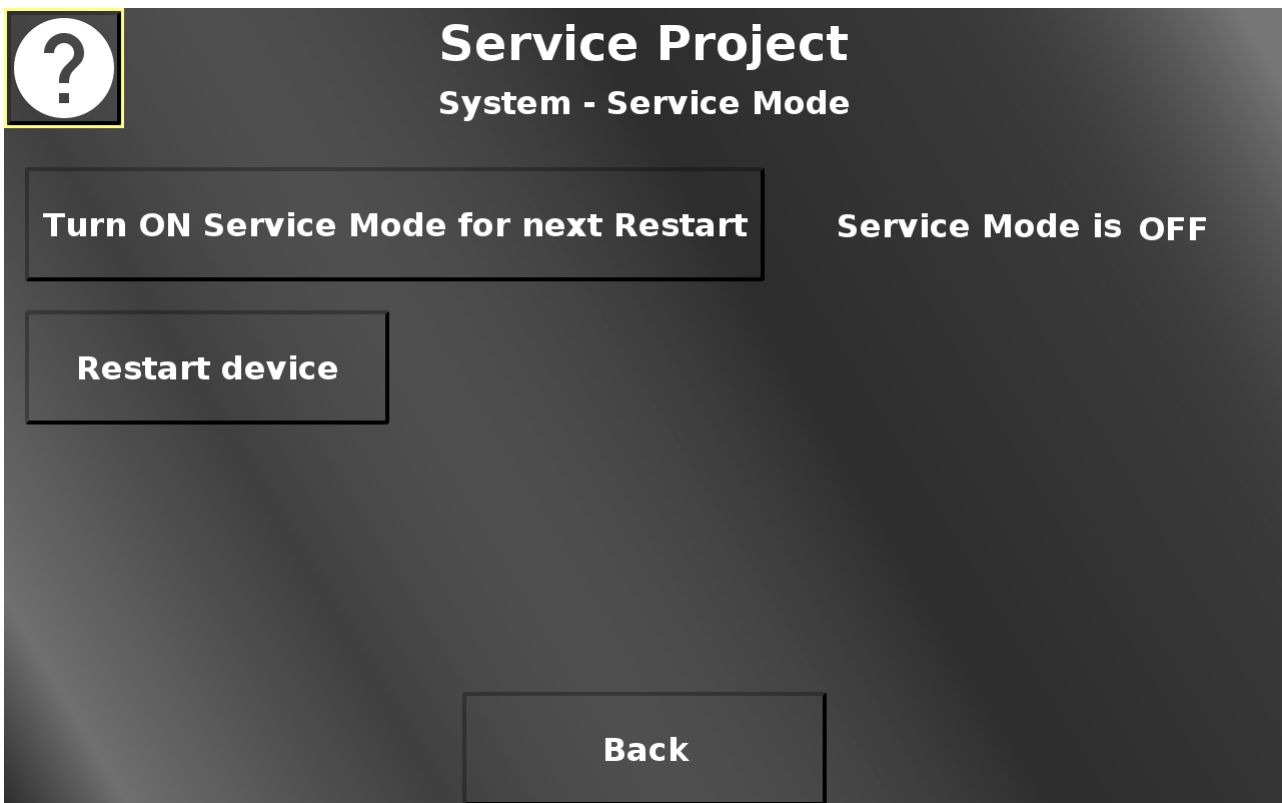 ?
Service Project
System - Service Mode
Turn ON Service Mode for next Restart
Service Mode is OFF
Restart device
Back